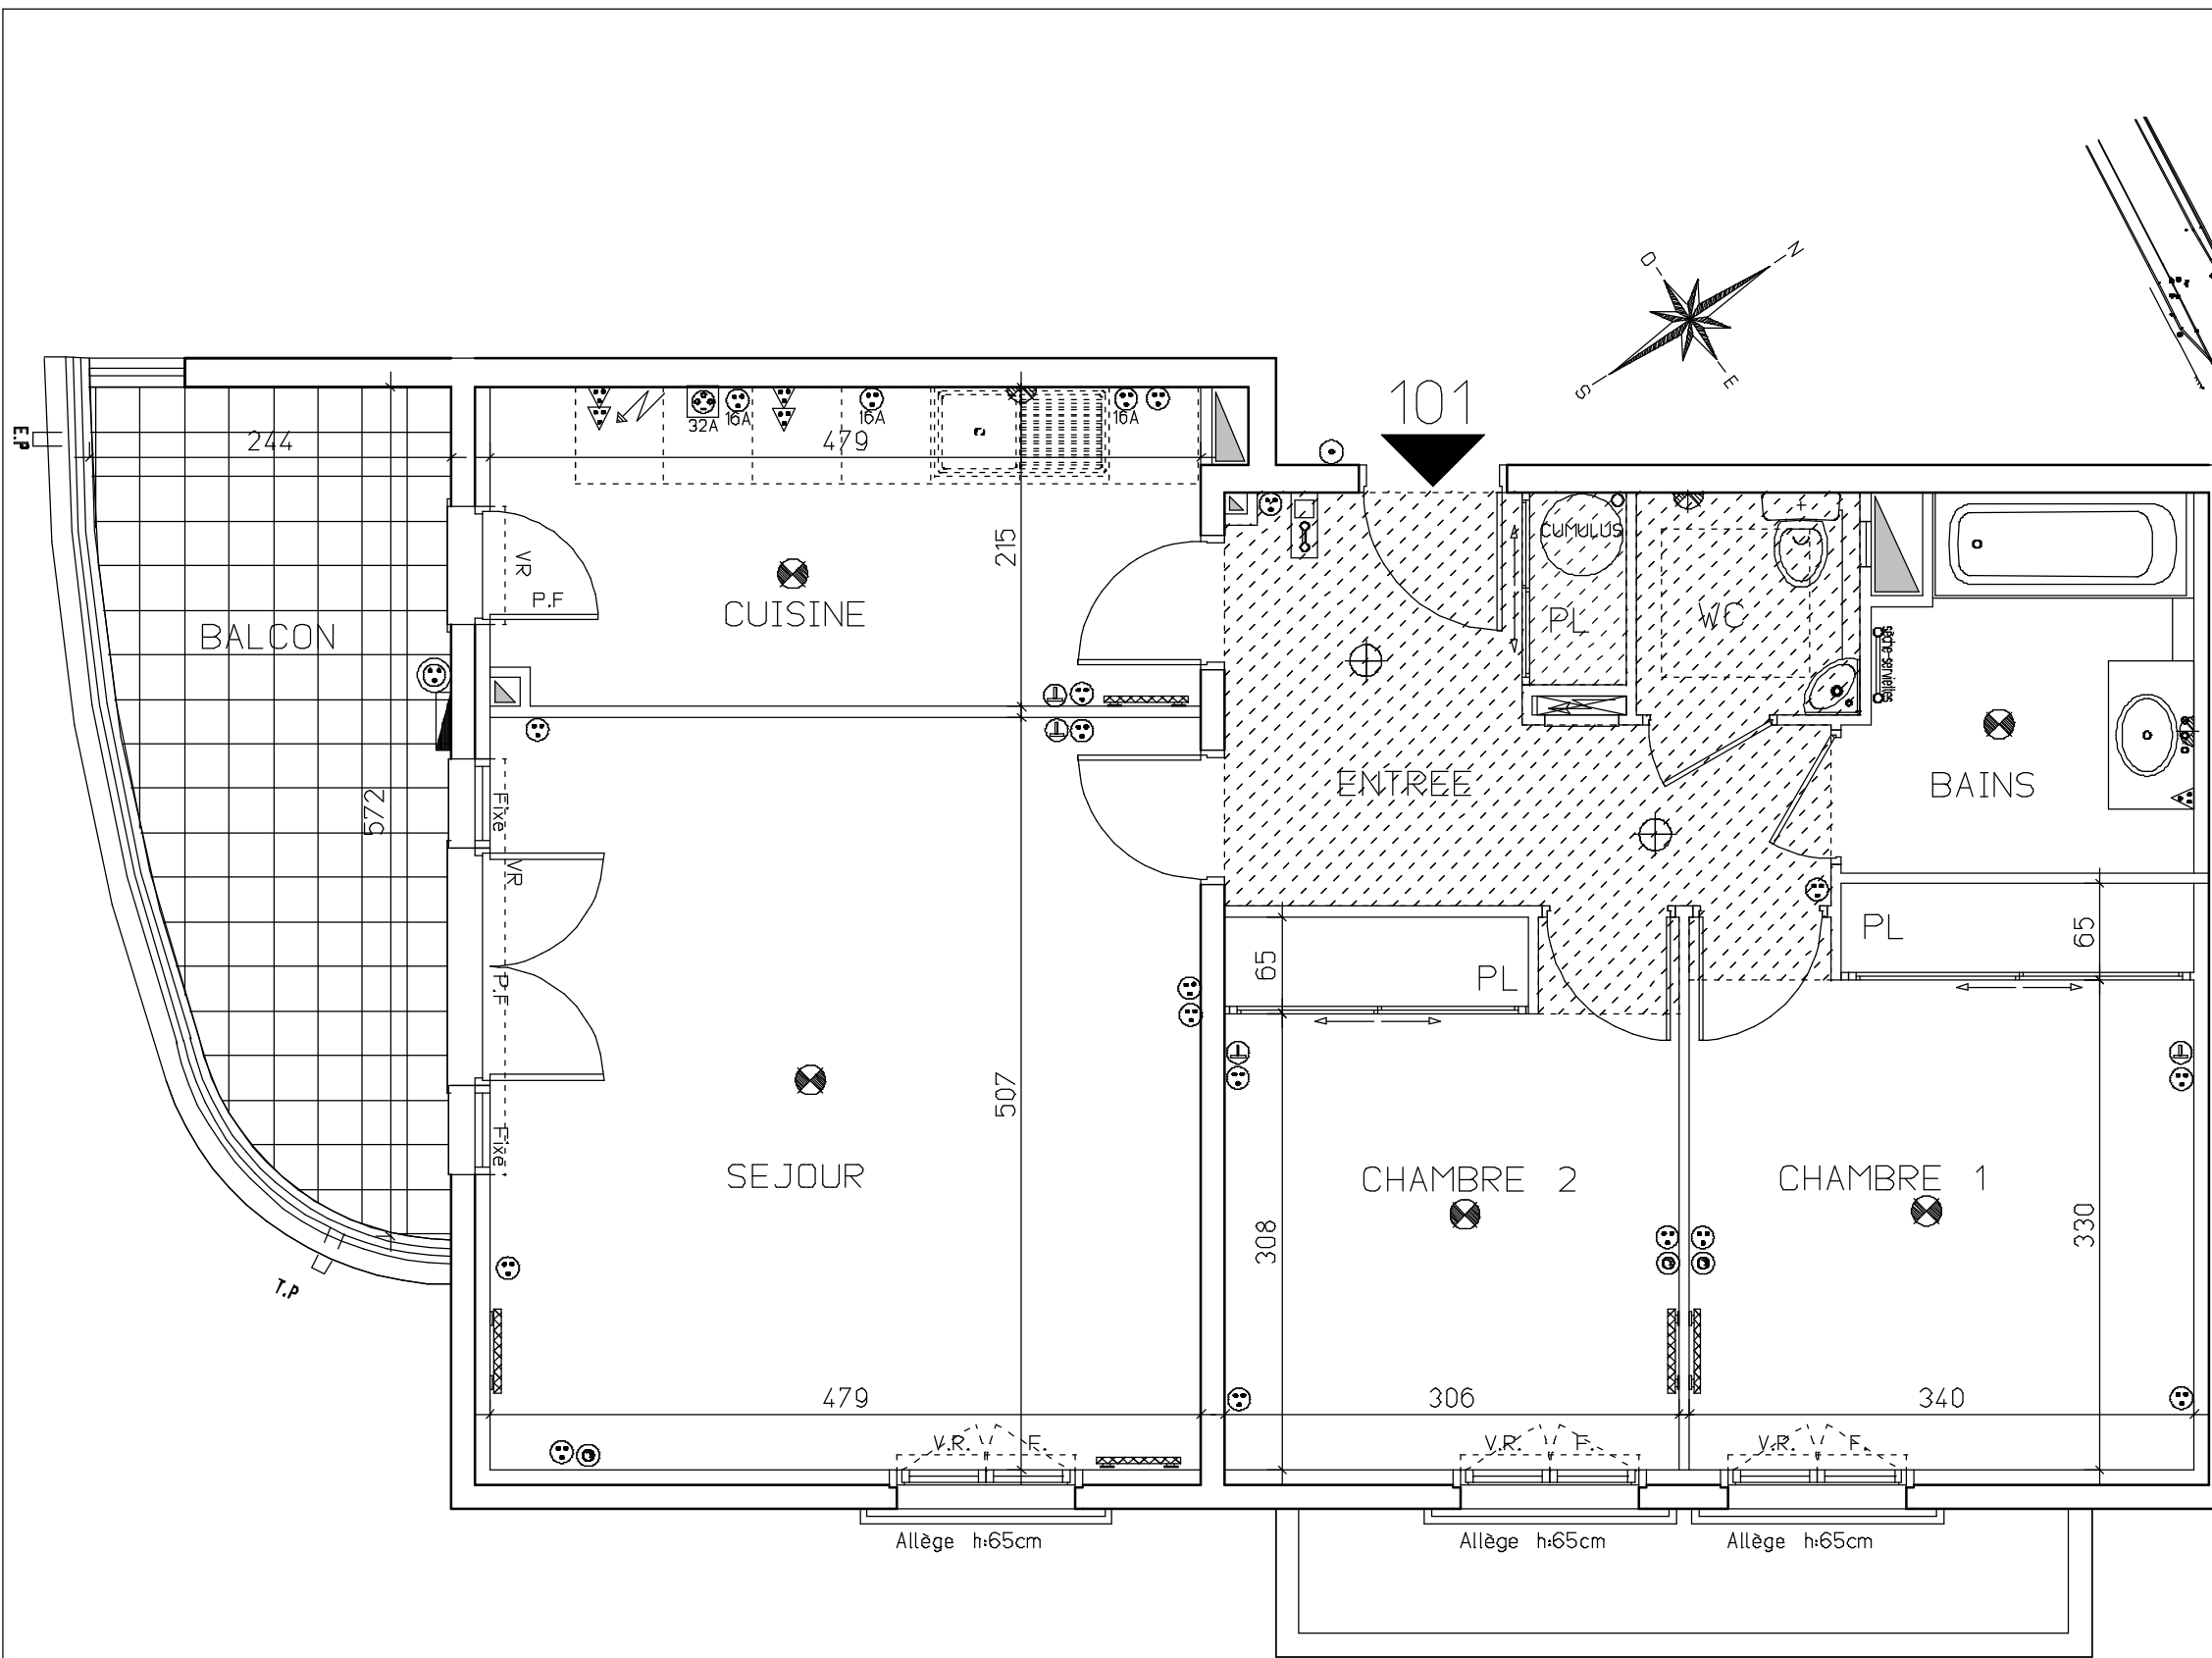 N
O
E
S
101
E.P
244
32A
16A
16A
16A
479
CUMULUS
VR
P.F
215
CUISINE
PL
WC
BALCON
sèche-serviettes
Fixe
572
ENTREE
BAINS
VR
P.F
65
PL
PL
65
507
Fixe
SEJOUR
CHAMBRE 2
CHAMBRE 1
308
330
T.P
479
306
340
V.R. F.
V.R. F.
V.R. F.
Allège h:65cm
Allège h:65cm
Allège h:65cm